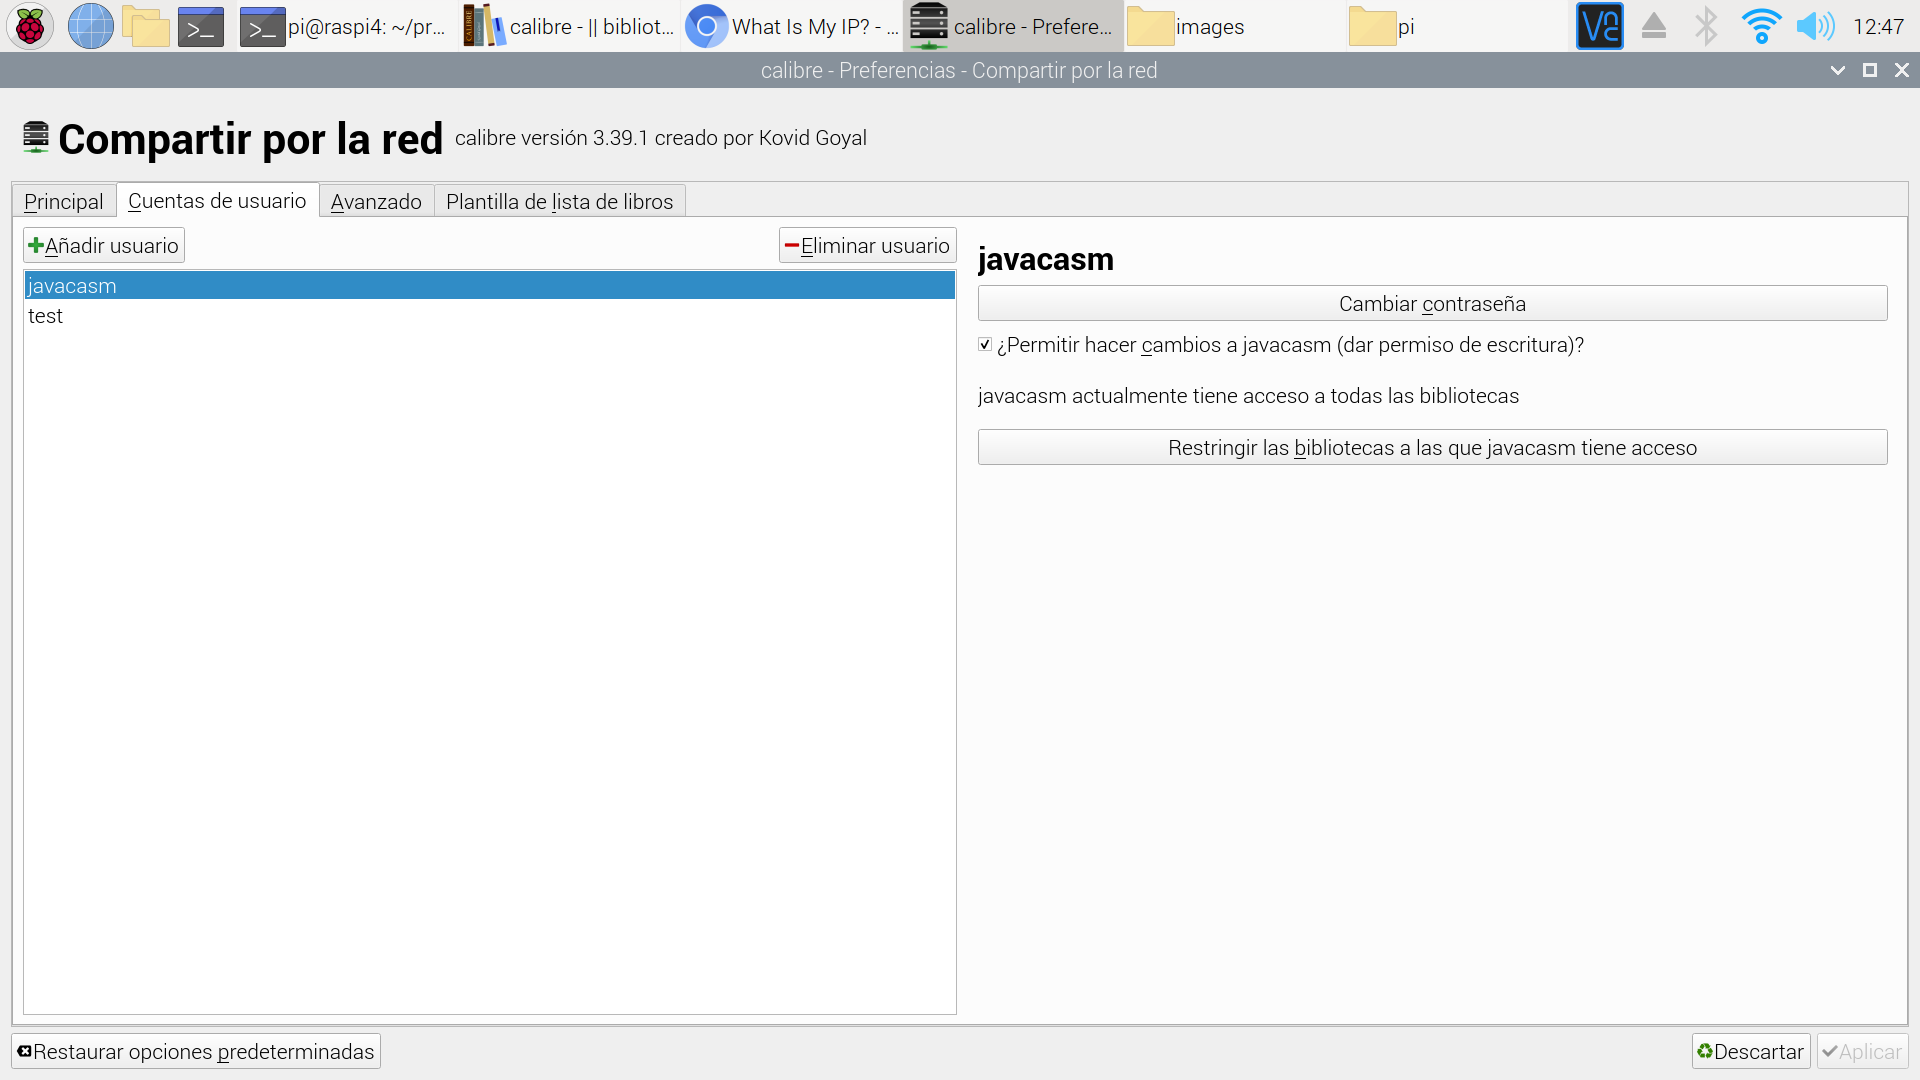 pi@raspi4: ~/pr...
calibre - || bibliot...
What Is My IP? - ...
calibre - Prefere...
images
pi
12:47
calibre - Preferencias - Compartir por la red
Compartir por la red calibre versión 3.39.1 creado por Kovid Goyal
Principal
Cuentas de usuario
Avanzado
Plantilla de lista de libros
Añadir usuario
Eliminar usuario
javacasm
test
javacasm
Cambiar contraseña
¿Permitir hacer cambios a javacasm (dar permiso de escritura)?
javacasm actualmente tiene acceso a todas las bibliotecas
Restringir las bibliotecas a las que javacasm tiene acceso
Restaurar opciones predeterminadas
Descartar
Aplicar